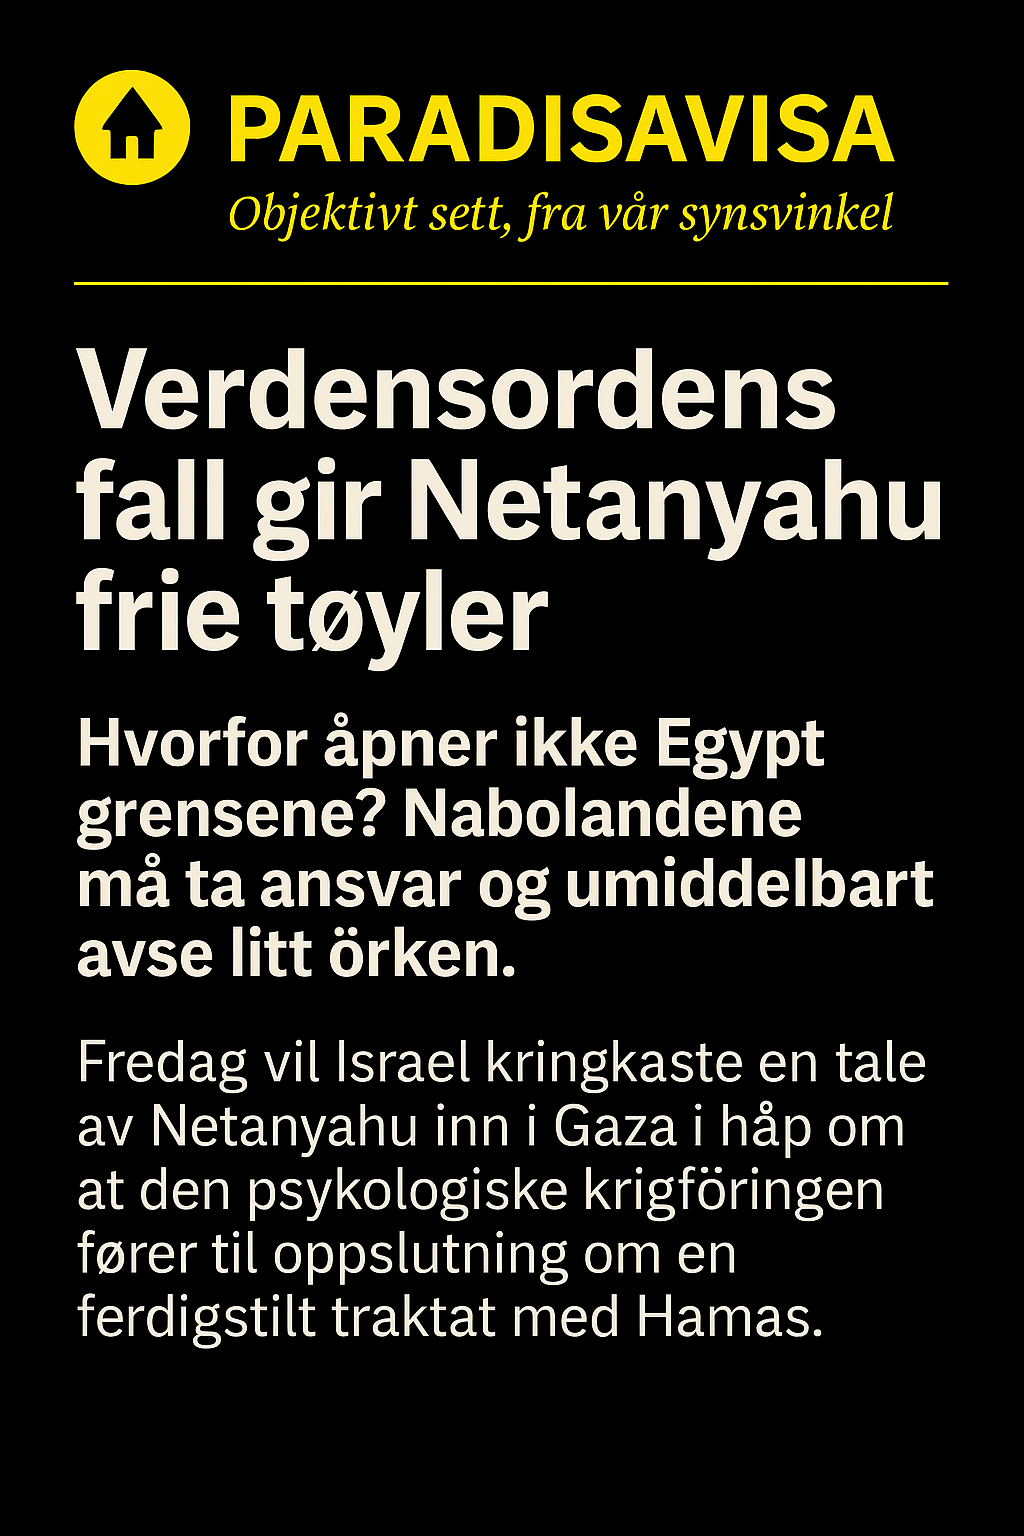 PARADISAVISA
Objektivt sett, fra vår synsvinkel
Verdensordens
fall gir Netanyahu
frie tøyler
Hvorfor åpner ikke Egypt
grensene? Nabolandene
må ta ansvar og umiddelbart
avse litt örken.
Fredag vil Israel kringkaste en tale
av Netanyahu inn i Gaza i håp om
at den psykologiske krigföringen
fører til oppslutning om en
ferdigstilt traktat med Hamas.